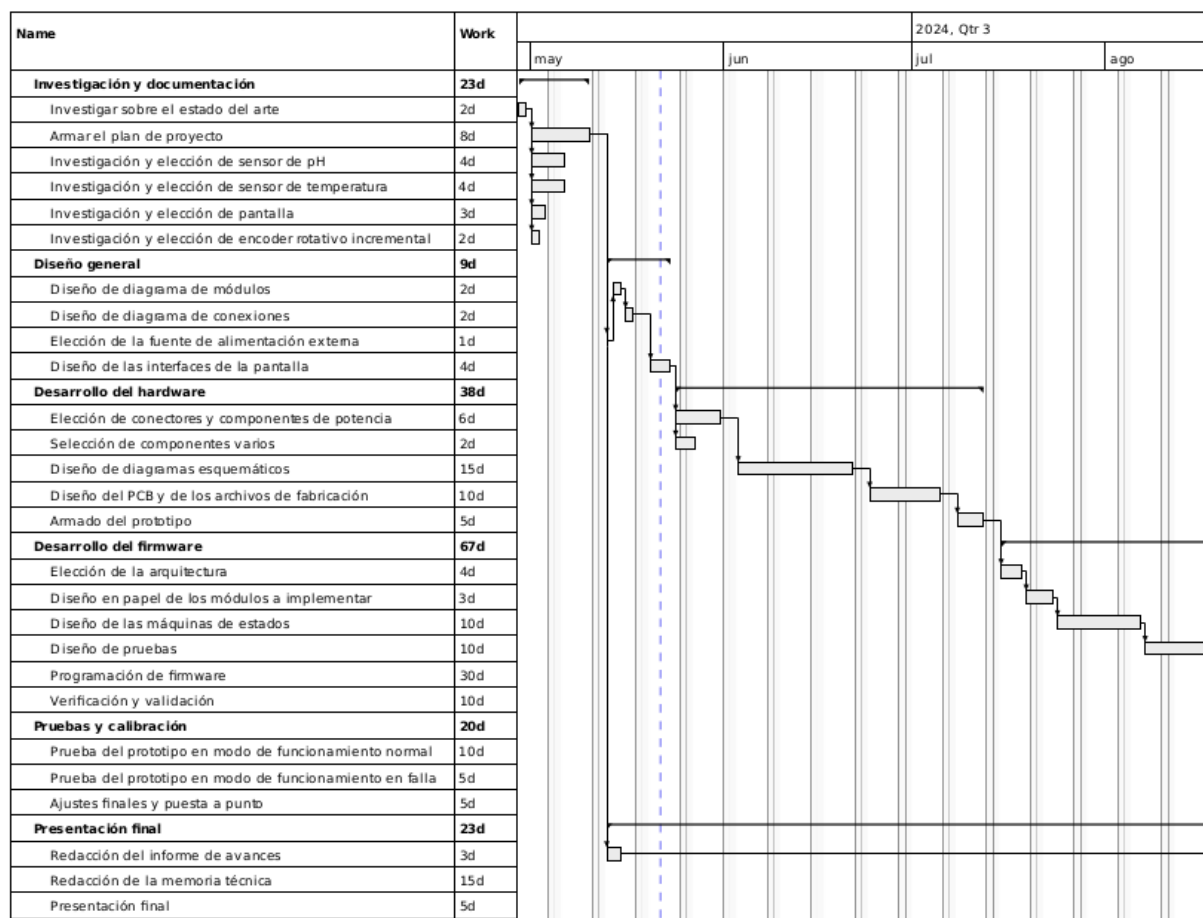 Name Work 2024, Qtr 3
may jun jul ago
Investigación y documentación 23d
Investigar sobre el estado del arte 2d
Armar el plan de proyecto 8d
Investigación y elección de sensor de pH 4d
Investigación y elección de sensor de temperatura 4d
Investigación y elección de pantalla 3d
Investigación y elección de encoder rotativo incremental 2d
Diseño general 9d
Diseño de diagrama de módulos 2d
Diseño de diagrama de conexiones 2d
Elección de la fuente de alimentación externa 1d
Diseño de las interfaces de la pantalla 4d
Desarrollo del hardware 38d
Elección de conectores y componentes de potencia 6d
Selección de componentes varios 2d
Diseño de diagramas esquemáticos 15d
Diseño del PCB y de los archivos de fabricación 10d
Armado del prototipo 5d
Desarrollo del firmware 67d
Elección de la arquitectura 4d
Diseño en papel de los módulos a implementar 3d
Diseño de las máquinas de estados 10d
Diseño de pruebas 10d
Programación de firmware 30d
Verificación y validación 10d
Pruebas y calibración 20d
Prueba del prototipo en modo de funcionamiento normal 10d
Prueba del prototipo en modo de funcionamiento en falla 5d
Ajustes finales y puesta a punto 5d
Presentación final 23d
Redacción del informe de avances 3d
Redacción de la memoria técnica 15d
Presentación final 5d